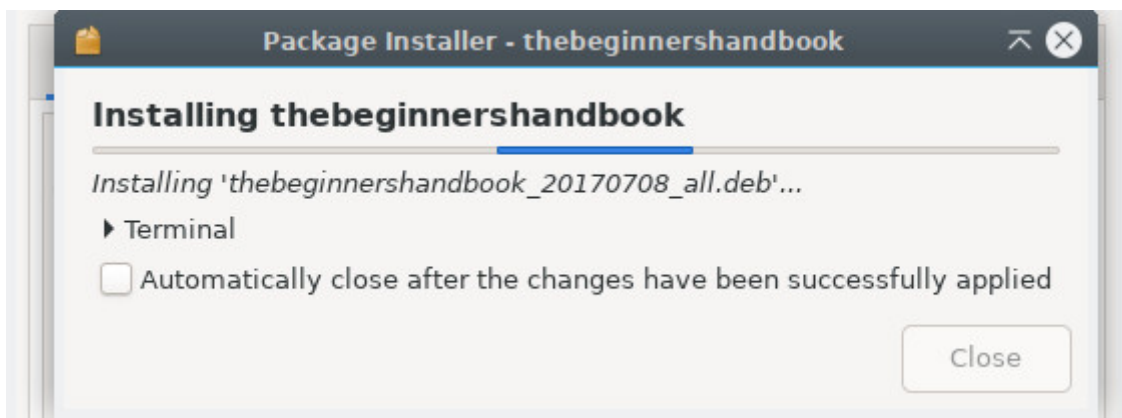 Package Installer - thebeginnershandbook
Installing thebeginnershandbook
Installing 'thebeginnershandbook_20170708_all.deb'...
Terminal
Automatically close after the changes have been successfully applied
Close